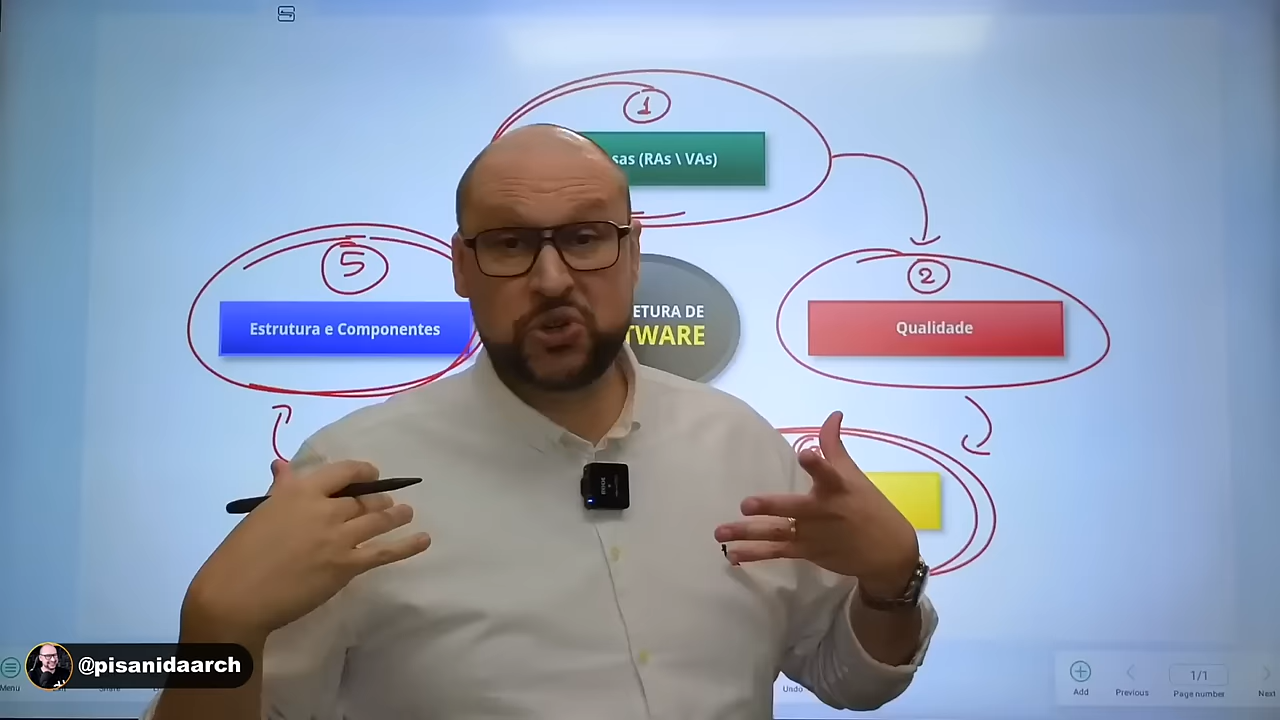 1
sas (RAs \ VAs)
5
2
Estrutura e Componentes
ETURA DE
TWARE
Qualidade
@pisanidaarch
Menu
Undo
Add
Previous
1/1
Page number
Next